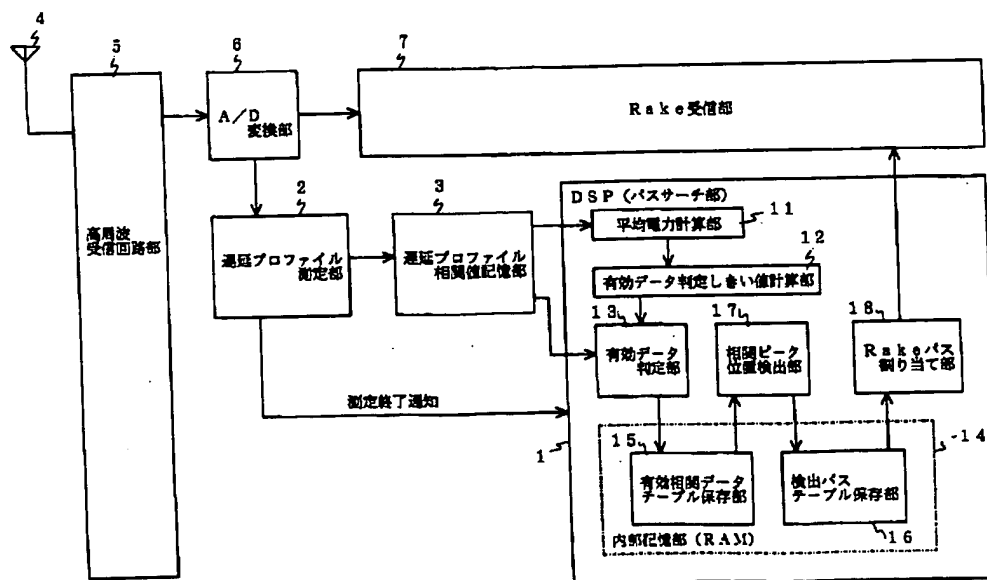 4
5
6
7
A/D
変換部
Rake受信部
2
3
高周波
受信回路部
遅延プロファイル
測定部
遅延プロファイル
相関値記憶部
DSP(パスサーチ部)
11
平均電力計算部
12
有効データ判定しきい値計算部
13
17
18
有効データ
判定部
相関ピーク
位置検出部
Rakeパス
割り当て部
測定終了通知
1
14
15
有効相関データ
テーブル保存部
検出パス
テーブル保存部
16
内部記憶部(RAM)